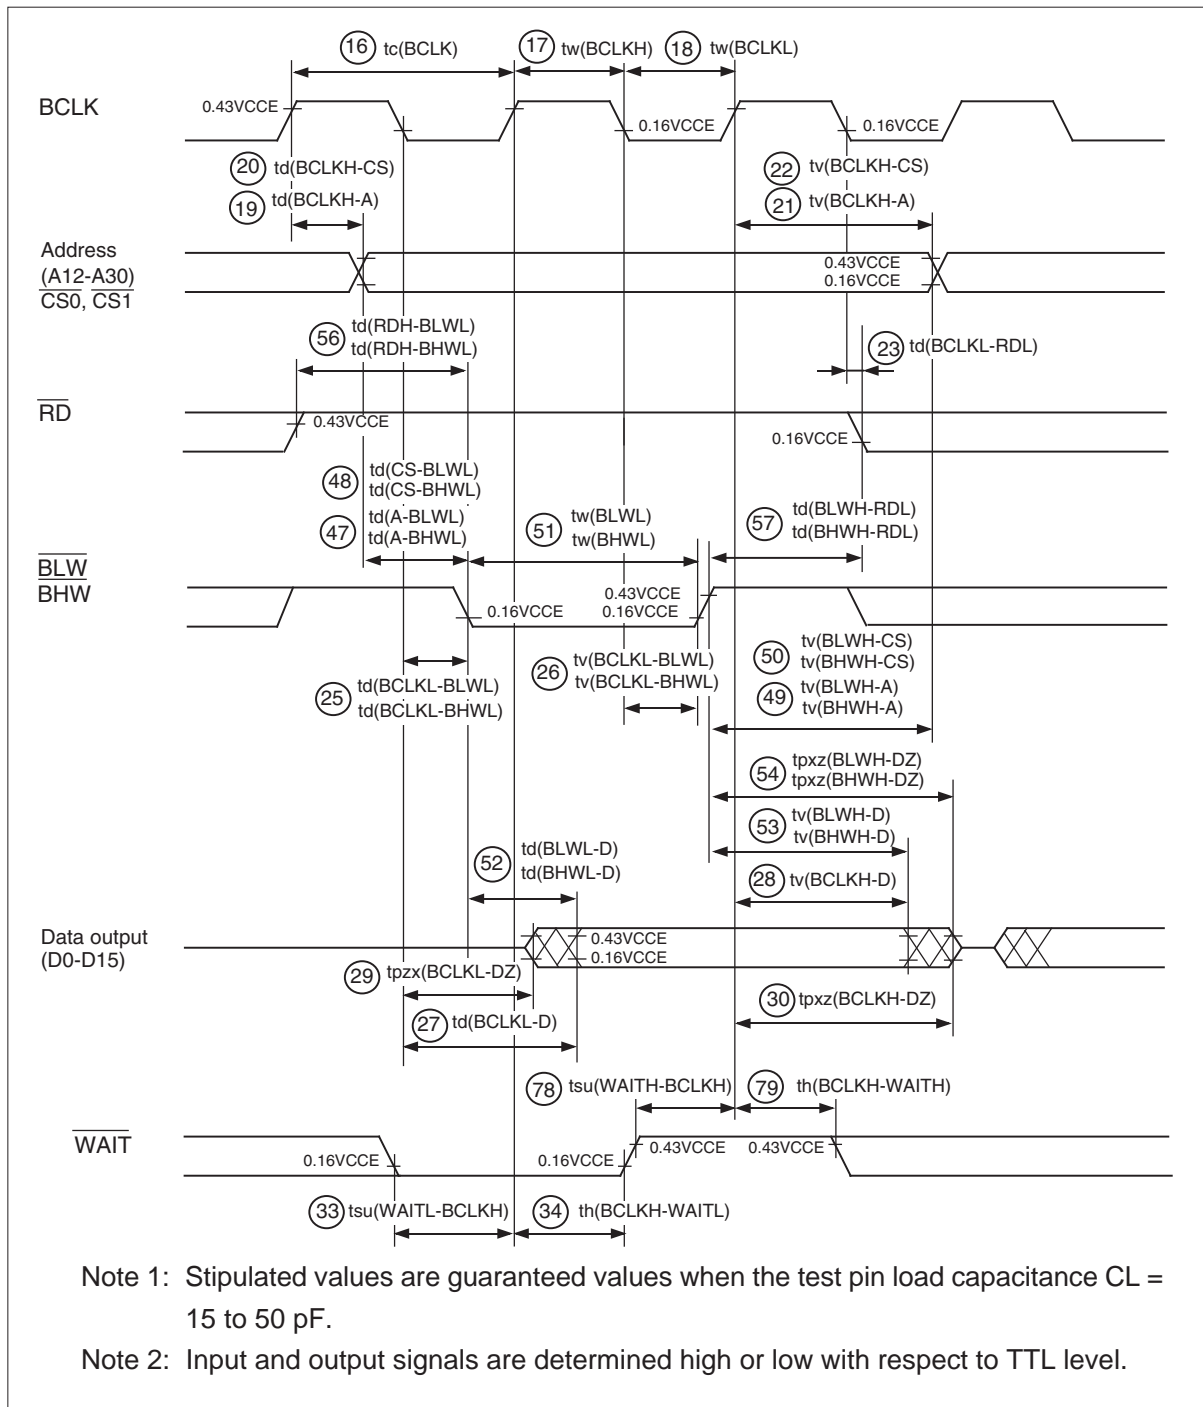 16 tc(BCLK)
17 tw(BCLKH)
18 tw(BCLKL)
BCLK
0.43VCCE
0.16VCCE
0.16VCCE
20 td(BCLKH-CS)
19 td(BCLKH-A)
22 tv(BCLKH-CS)
21 tv(BCLKH-A)
Address
(A12-A30)
CS0, CS1
0.43VCCE
0.16VCCE
56 td(RDH-BLWL)
td(RDH-BHWL)
23 td(BCLKL-RDL)
RD
0.43VCCE
0.16VCCE
48 td(CS-BLWL)
td(CS-BHWL)
47 td(A-BLWL)
td(A-BHWL)
51 tw(BLWL)
tw(BHWL)
57 td(BLWH-RDL)
td(BHWH-RDL)
BLW
BHW
0.16VCCE
0.43VCCE
0.16VCCE
25 td(BCLKL-BLWL)
td(BCLKL-BHWL)
26 tv(BCLKL-BLWL)
tv(BCLKL-BHWL)
50 tv(BLWH-CS)
tv(BHWH-CS)
49 tv(BLWH-A)
tv(BHWH-A)
54 tpxz(BLWH-DZ)
tpxz(BHWH-DZ)
53 tv(BLWH-D)
tv(BHWH-D)
52 td(BLWL-D)
td(BHWL-D)
28 tv(BCLKH-D)
Data output
(D0-D15)
0.43VCCE
0.16VCCE
29 tpzx(BCLKL-DZ)
27 td(BCLKL-D)
30 tpxz(BCLKH-DZ)
78 tsu(WAITH-BCLKH)
79 th(BCLKH-WAITH)
WAIT
0.16VCCE
0.16VCCE
0.43VCCE
0.43VCCE
33 tsu(WAITL-BCLKH)
34 th(BCLKH-WAITL)
Note 1: Stipulated values are guaranteed values when the test pin load capacitance CL =
15 to 50 pF.
Note 2: Input and output signals are determined high or low with respect to TTL level.